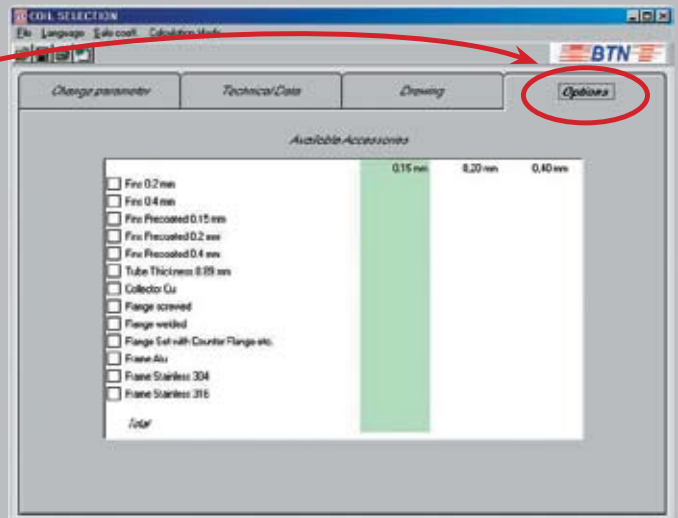 COIL SELECTION
File Language Sale coeff. Calculation Mode
BTN
Change parameter Technical Data Drawing Options
Available Accessories
0.15 mm 0,20 mm 0,40 mm
Fins 0.2 mm
Fins 0.4 mm
Fins Precoated 0.15 mm
Fins Precoated 0.2 mm
Fins Precoated 0.4 mm
Tube Thickness 0.89 mm
Collector Cu
Flange screwed
Flange welded
Flange Set with Counter Flange etc.
Frame Alu
Frame Stainless 304
Frame Stainless 316
Total